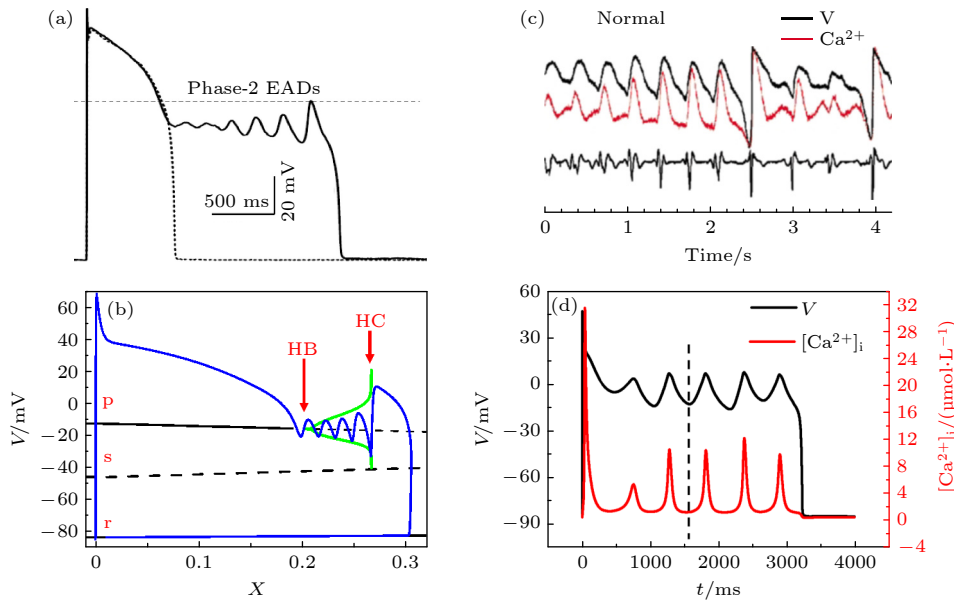 (a)
Phase-2 EADs
500 ms
20 mV
(c)
Normal
V
Ca²⁺
0 1 2 3 4
Time/s
(b)
HB
HC
p
s
r
60
40
20
0
−20
−40
−60
−80
V/mV
0 0.1 0.2 0.3
X
(d)
V
[Ca²⁺]ᵢ
60
30
0
−30
−60
−90
V/mV
32
28
24
20
16
12
8
4
0
−4
[Ca²⁺]ᵢ/(μmol·L⁻¹)
0 1000 2000 3000 4000 5000
t/ms